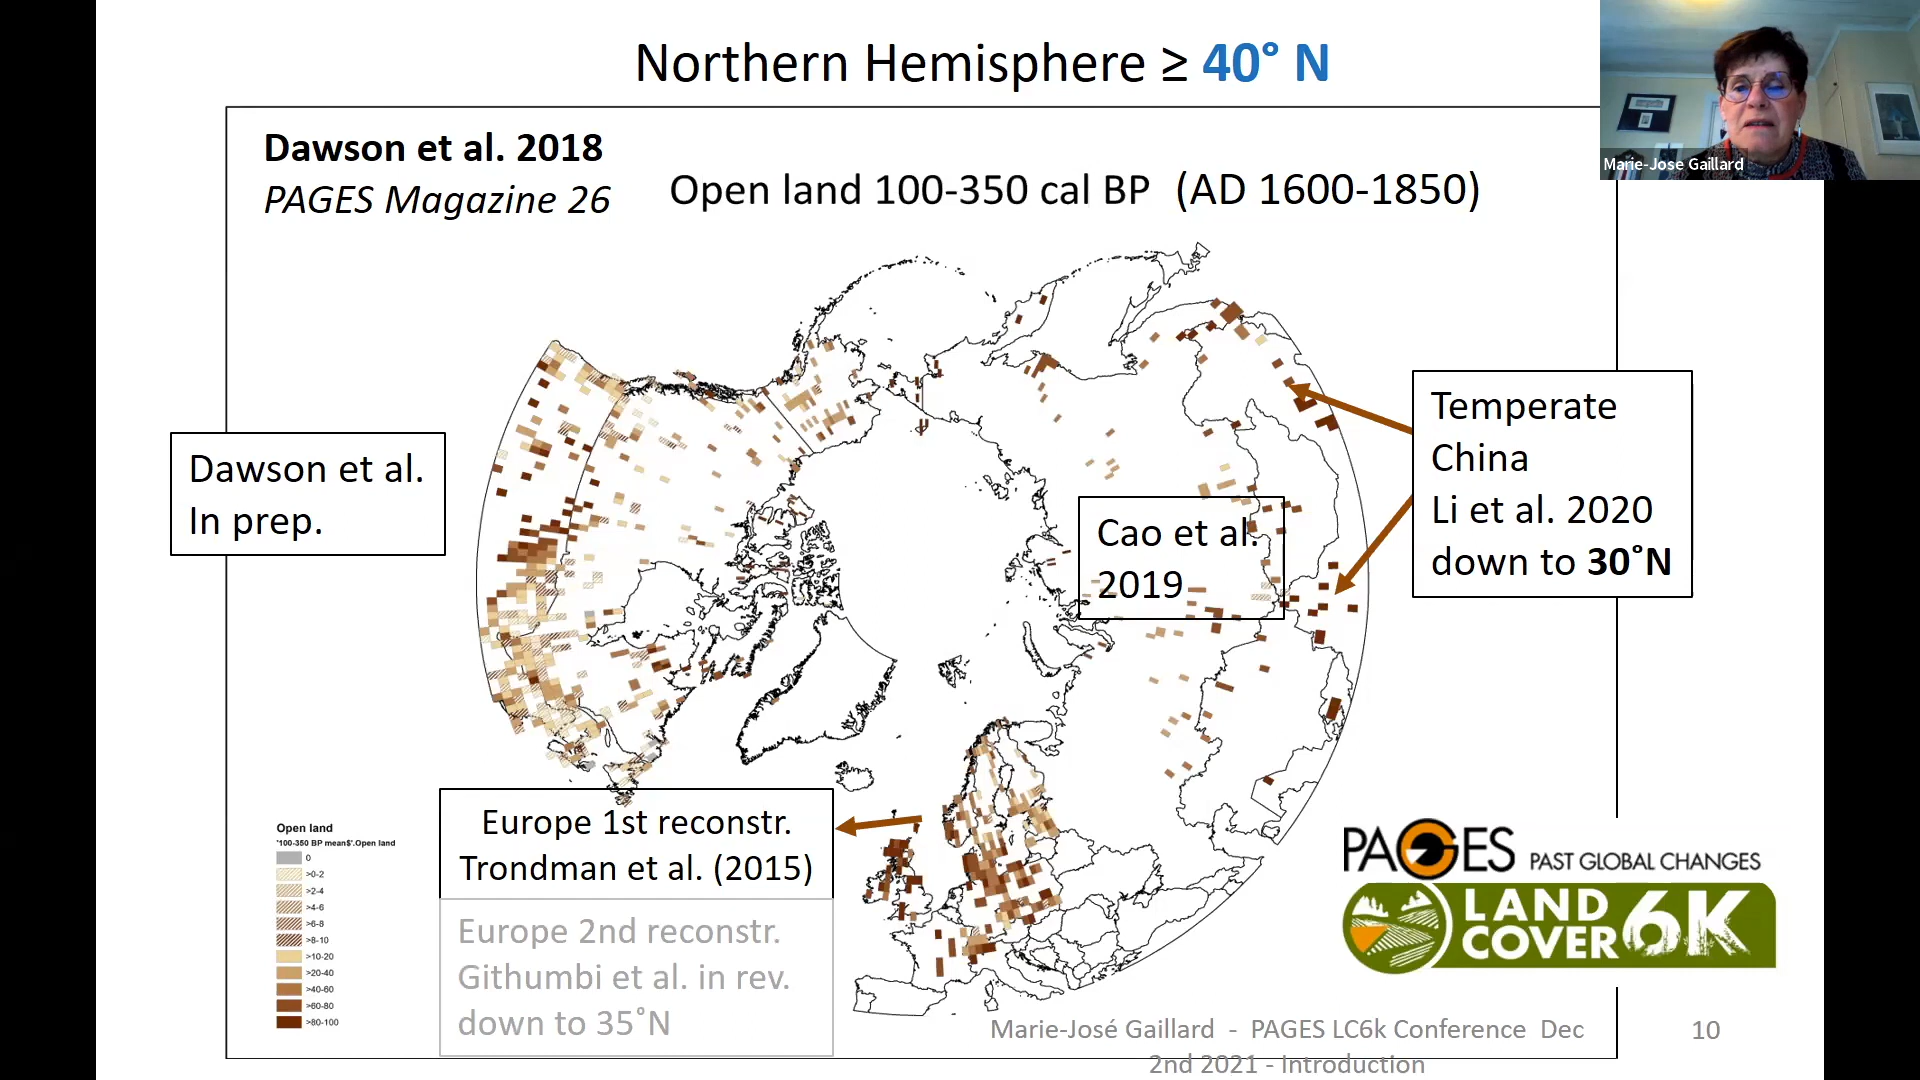 Northern Hemisphere ≥ 40° N
Marie-Jose Gaillard
Dawson et al. 2018
PAGES Magazine 26
Open land 100-350 cal BP (AD 1600-1850)
Dawson et al.
In prep.
Temperate
China
Li et al. 2020
down to 30˚N
Cao et al.
2019
Europe 1st reconstr.
Trondman et al. (2015)
Europe 2nd reconstr.
Githumbi et al. in rev.
down to 35˚N
Open land
'100-350 BP mean$'.Open land
0
>0-2
>2-4
>4-6
>6-8
>8-10
>10-20
>20-40
>40-60
>60-80
>80-100
PAGES PAST GLOBAL CHANGES
LAND
COVER 6K
Marie-José Gaillard - PAGES LC6k Conference Dec
2nd 2021 - Introduction
10